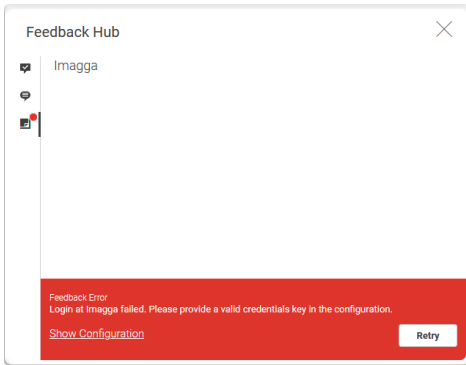 Feedback Hub
Imagga
Feedback Error
Login at Imagga failed. Please provide a valid credentials key in the configuration.
Show Configuration
Retry